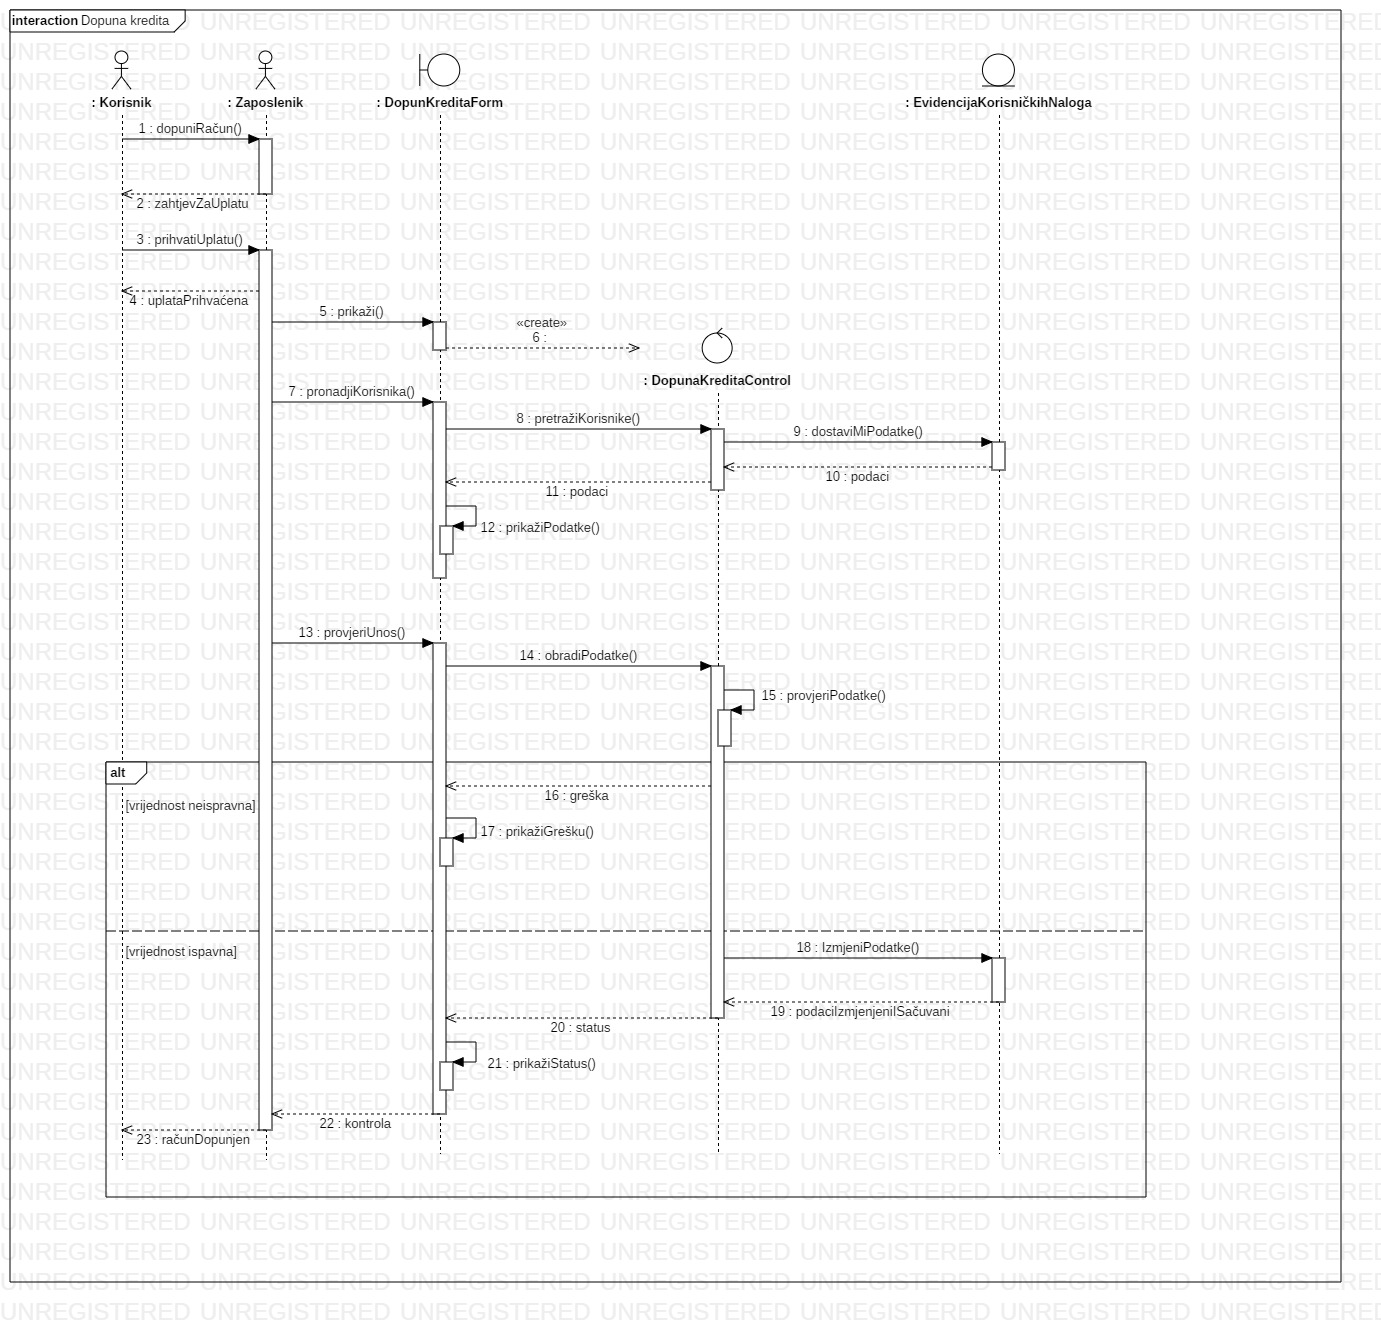 interaction Dopuna kredita
: Korisnik
: Zaposlenik
: DopunKreditaForm
: EvidencijaKorisničkihNaloga
1 : dopuniRačun()
2 : zahtjevZaUplatu
3 : prihvatiUplatu()
4 : uplataPrihvaćena
5 : prikaži()
«create»
6 :
: DopunaKreditaControl
7 : pronadjiKorisnika()
8 : pretražiKorisnike()
9 : dostaviMiPodatke()
10 : podaci
11 : podaci
12 : prikažiPodatke()
13 : provjeriUnos()
14 : obradiPodatke()
15 : provjeriPodatke()
alt
[vrijednost neispravna]
16 : greška
17 : prikažiGrešku()
[vrijednost ispavna]
18 : IzmjeniPodatke()
19 : podaciIzmjenjeniISačuvani
20 : status
21 : prikažiStatus()
22 : kontrola
23 : računDopunjen
UNREGISTERED